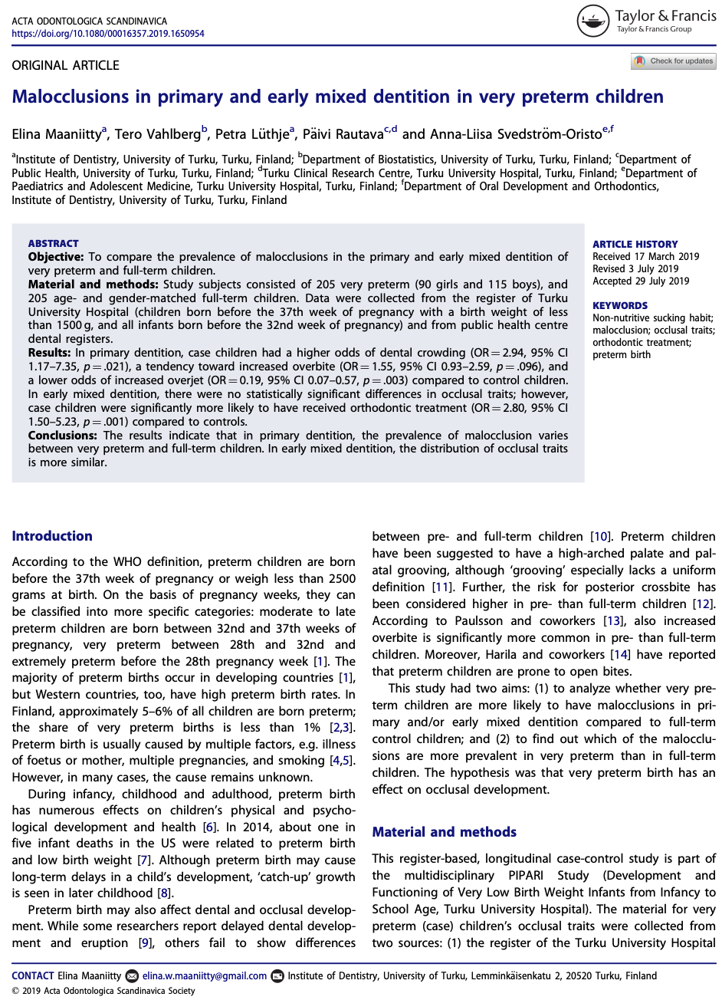 ACTA ODONTOLOGICA SCANDINAVICA
https://doi.org/10.1080/00016357.2019.1650954
Taylor & Francis
Taylor & Francis Group
ORIGINAL ARTICLE
Check for updates
Malocclusions in primary and early mixed dentition in very preterm children
Elina Maaniittyᵃ, Tero Vahlbergᵇ, Petra Lüthjeᵃ, Päivi Rautavaᶜ,ᵈ and Anna-Liisa Svedström-Oristoᵉ,ᶠ
ᵃInstitute of Dentistry, University of Turku, Turku, Finland; ᵇDepartment of Biostatistics, University of Turku, Turku, Finland; ᶜDepartment of
Public Health, University of Turku, Turku, Finland; ᵈTurku Clinical Research Centre, Turku University Hospital, Turku, Finland; ᵉDepartment of
Paediatrics and Adolescent Medicine, Turku University Hospital, Turku, Finland; ᶠDepartment of Oral Development and Orthodontics,
Institute of Dentistry, University of Turku, Turku, Finland
ABSTRACT
Objective: To compare the prevalence of malocclusions in the primary and early mixed dentition of
very preterm and full-term children.
Material and methods: Study subjects consisted of 205 very preterm (90 girls and 115 boys), and
205 age- and gender-matched full-term children. Data were collected from the register of Turku
University Hospital (children born before the 37th week of pregnancy with a birth weight of less
than 1500 g, and all infants born before the 32nd week of pregnancy) and from public health centre
dental registers.
Results: In primary dentition, case children had a higher odds of dental crowding (OR = 2.94, 95% CI
1.17–7.35, p = .021), a tendency toward increased overbite (OR = 1.55, 95% CI 0.93–2.59, p = .096), and
a lower odds of increased overjet (OR = 0.19, 95% CI 0.07–0.57, p = .003) compared to control children.
In early mixed dentition, there were no statistically significant differences in occlusal traits; however,
case children were significantly more likely to have received orthodontic treatment (OR = 2.80, 95% CI
1.50–5.23, p = .001) compared to controls.
Conclusions: The results indicate that in primary dentition, the prevalence of malocclusion varies
between very preterm and full-term children. In early mixed dentition, the distribution of occlusal traits
is more similar.
ARTICLE HISTORY
Received 17 March 2019
Revised 3 July 2019
Accepted 29 July 2019
KEYWORDS
Non-nutritive sucking habit;
malocclusion; occlusal traits;
orthodontic treatment;
preterm birth
Introduction
According to the WHO definition, preterm children are born
before the 37th week of pregnancy or weigh less than 2500
grams at birth. On the basis of pregnancy weeks, they can
be classified into more specific categories: moderate to late
preterm children are born between 32nd and 37th weeks of
pregnancy, very preterm between 28th and 32nd and
extremely preterm before the 28th pregnancy week [1]. The
majority of preterm births occur in developing countries [1],
but Western countries, too, have high preterm birth rates. In
Finland, approximately 5–6% of all children are born preterm;
the share of very preterm births is less than 1% [2,3].
Preterm birth is usually caused by multiple factors, e.g. illness
of foetus or mother, multiple pregnancies, and smoking [4,5].
However, in many cases, the cause remains unknown.
During infancy, childhood and adulthood, preterm birth
has numerous effects on children's physical and psycho-
logical development and health [6]. In 2014, about one in
five infant deaths in the US were related to preterm birth
and low birth weight [7]. Although preterm birth may cause
long-term delays in a child's development, 'catch-up' growth
is seen in later childhood [8].
Preterm birth may also affect dental and occlusal develop-
ment. While some researchers report delayed dental develop-
ment and eruption [9], others fail to show differences
between pre- and full-term children [10]. Preterm children
have been suggested to have a high-arched palate and pal-
atal grooving, although 'grooving' especially lacks a uniform
definition [11]. Further, the risk for posterior crossbite has
been considered higher in pre- than full-term children [12].
According to Paulsson and coworkers [13], also increased
overbite is significantly more common in pre- than full-term
children. Moreover, Harila and coworkers [14] have reported
that preterm children are prone to open bites.
This study had two aims: (1) to analyze whether very pre-
term children are more likely to have malocclusions in pri-
mary and/or early mixed dentition compared to full-term
control children; and (2) to find out which of the malocclu-
sions are more prevalent in very preterm than in full-term
children. The hypothesis was that very preterm birth has an
effect on occlusal development.
Material and methods
This register-based, longitudinal case-control study is part of
the multidisciplinary PIPARI Study (Development and
Functioning of Very Low Birth Weight Infants from Infancy to
School Age, Turku University Hospital). The material for very
preterm (case) children's occlusal traits were collected from
two sources: (1) the register of the Turku University Hospital
CONTACT Elina Maaniitty elina.w.maaniitty@gmail.com Institute of Dentistry, University of Turku, Lemminkäisenkatu 2, 20520 Turku, Finland
© 2019 Acta Odontologica Scandinavica Society